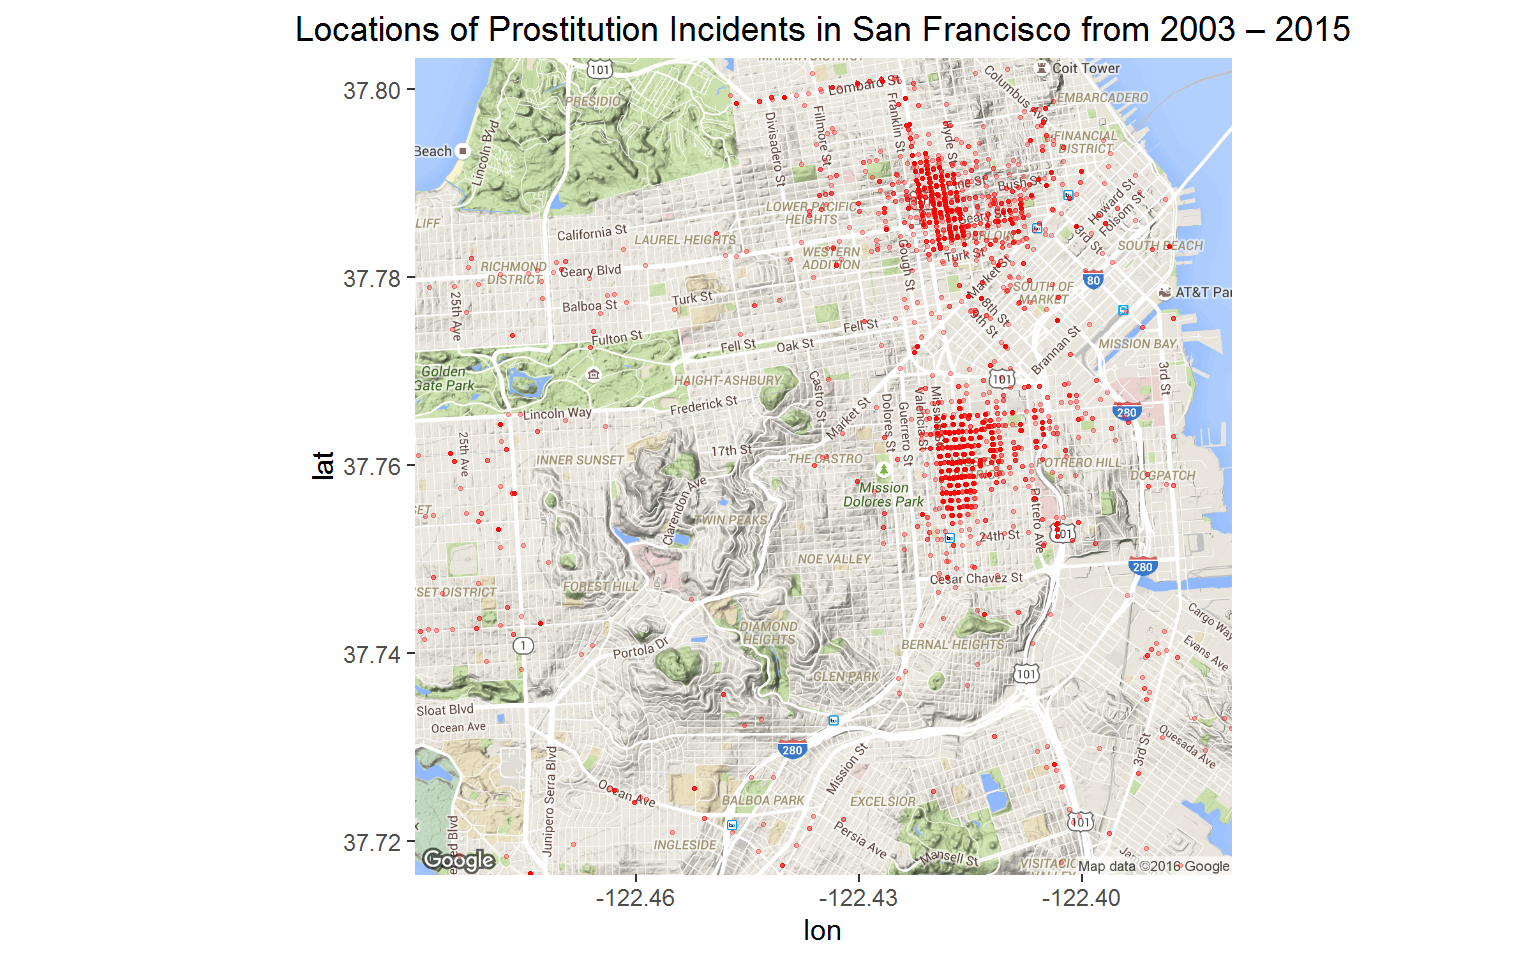 Locations of Prostitution Incidents in San Francisco from 2003 – 2015
37.80
37.78
37.76
37.74
37.72
lat
-122.46
-122.43
-122.40
lon
101
Coit Tower
PRESIDIO
Lombard St
Columbus Ave
EMBARCADERO
Lincoln Blvd
Beach
Divisadero St
Fillmore St
Franklin St
Hyde St
FINANCIAL
DISTRICT
Pine St
Bush St
Howard St
Folsom St
LIFF
California St
LAUREL HEIGHTS
LOWER PACIFIC
HEIGHTS
Geary St
3rd St
SOUTH BEACH
RICHMOND
DISTRICT
Geary Blvd
WESTERN
ADDITION
Gough St
Turk St
Market St
80
SOUTH OF
MARKET
AT&T Par
25th Ave
Balboa St
Turk St
8th St
9th St
Fulton St
Fell St
Oak St
Fell St
Brannan St
MISSION BAY
Golden
Gate Park
HAIGHT-ASHBURY
101
3rd St
Lincoln Way
Frederick St
Castro St
Market St
Dolores St
Guerrero St
Valencia St
280
25th Ave
INNER SUNSET
17th St
THE CASTRO
POTRERO HILL
DOGPATCH
Mission
Dolores Park
Clarendon Ave
TWIN PEAKS
Potrero Ave
101
24th St
NOE VALLEY
280
FOREST HILL
Cesar Chavez St
SET DISTRICT
Cargo Way
1
DIAMOND
HEIGHTS
BERNAL HEIGHTS
Evans Ave
Portola Dr
GLEN PARK
101
Sloat Blvd
Ocean Ave
280
Mission St
3rd St
Quesada Ave
Junipero Serra Blvd
Ocean Ave
BALBOA PARK
EXCELSIOR
101
INGLESIDE
Persia Ave
Mansell St
VISITACIO
VALLEY
Google
Map data ©2016 Google